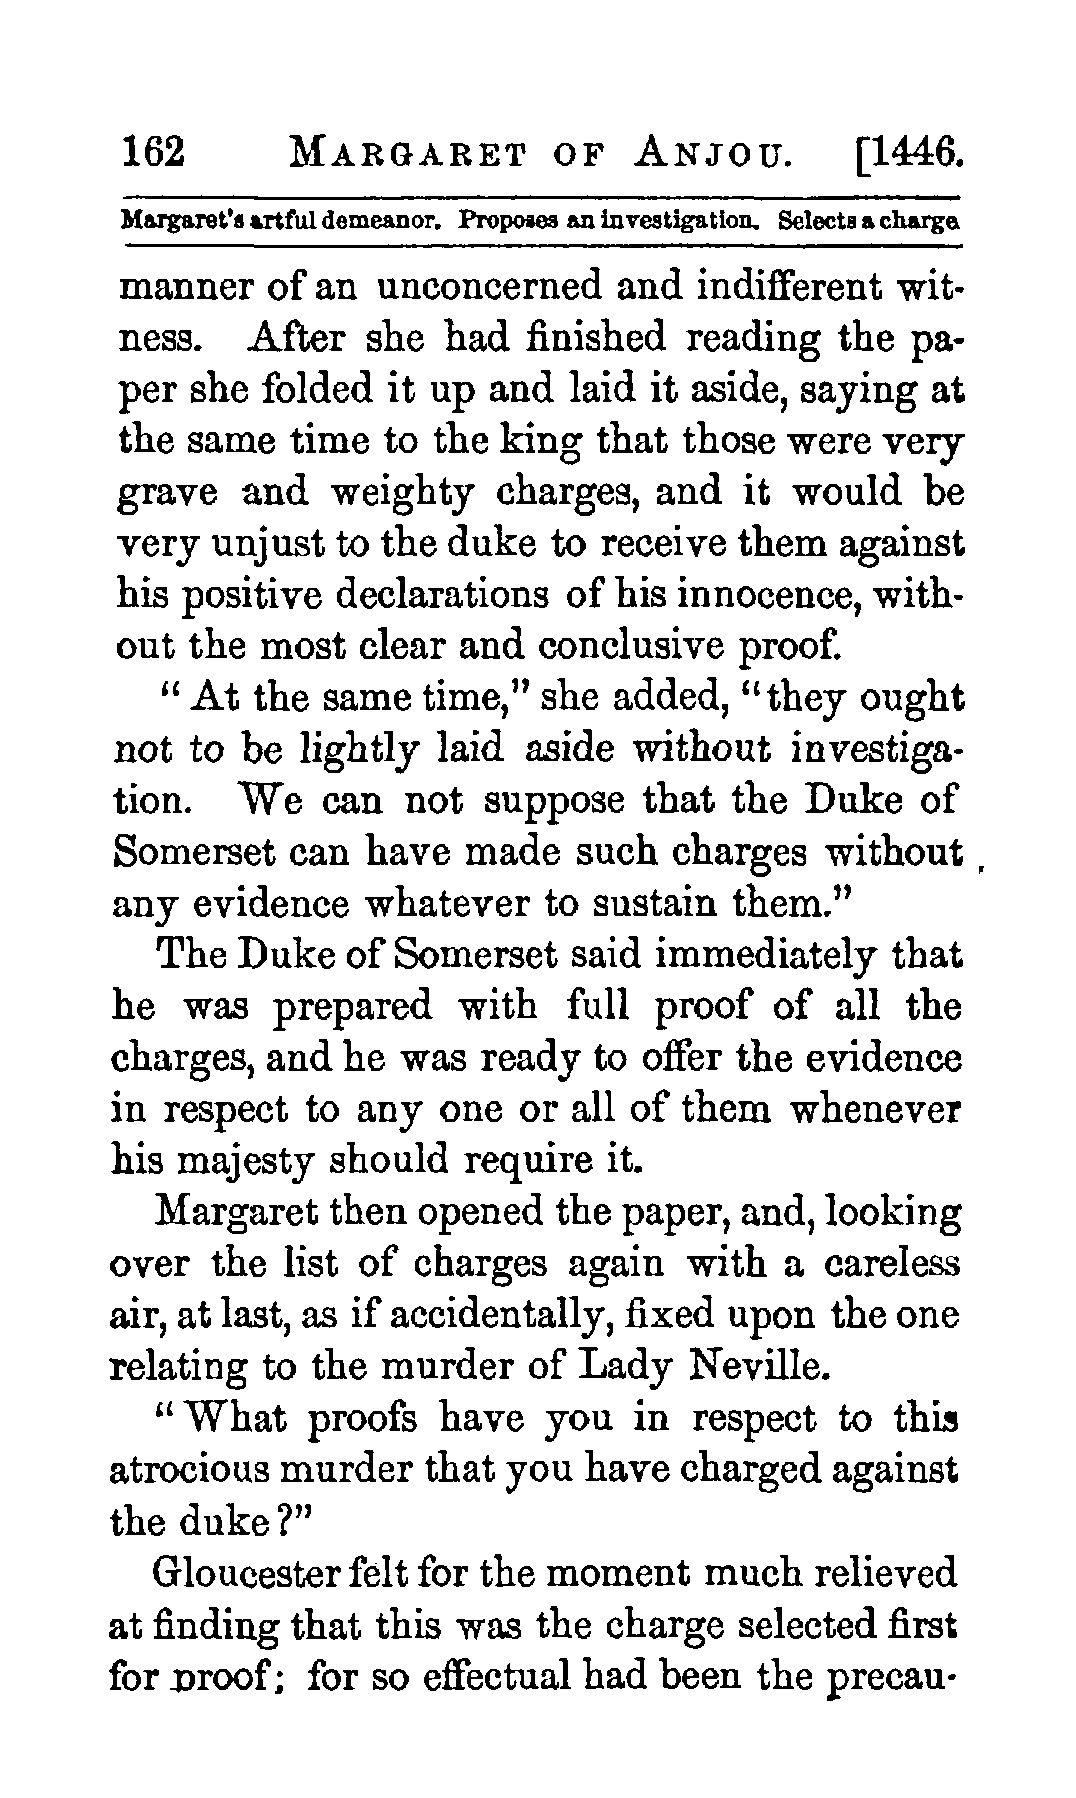 162 MARGARET OF ANJOU. [1446.
Margaret's artful demeanor. Proposes an investigation. Selects a charge
manner of an unconcerned and indifferent wit-
ness. After she had finished reading the pa-
per she folded it up and laid it aside, saying at
the same time to the king that those were very
grave and weighty charges, and it would be
very unjust to the duke to receive them against
his positive declarations of his innocence, with-
out the most clear and conclusive proof.
"At the same time," she added, "they ought
not to be lightly laid aside without investiga-
tion. We can not suppose that the Duke of
Somerset can have made such charges without
any evidence whatever to sustain them."
The Duke of Somerset said immediately that
he was prepared with full proof of all the
charges, and he was ready to offer the evidence
in respect to any one or all of them whenever
his majesty should require it.
Margaret then opened the paper, and, looking
over the list of charges again with a careless
air, at last, as if accidentally, fixed upon the one
relating to the murder of Lady Neville.
"What proofs have you in respect to this
atrocious murder that you have charged against
the duke?"
Gloucester felt for the moment much relieved
at finding that this was the charge selected first
for proof; for so effectual had been the precau-